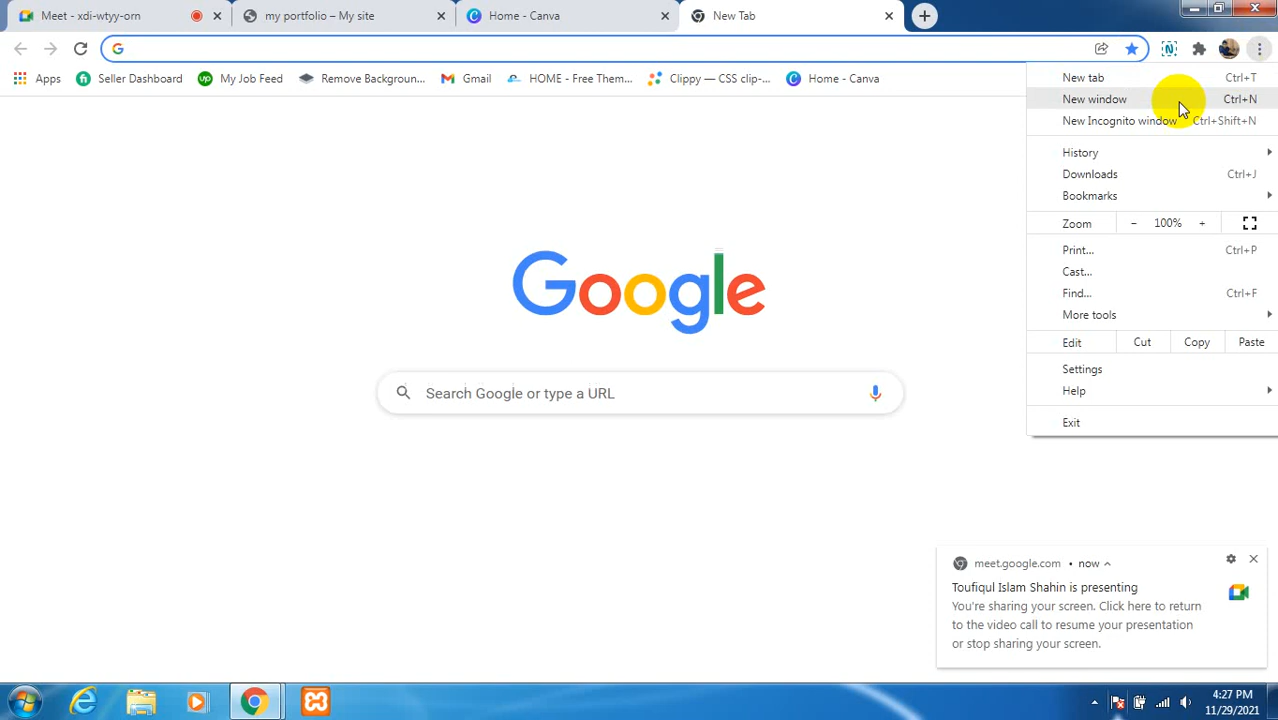 Meet - xdi-wtyy-orn
my portfolio – My site
Home - Canva
New Tab
Apps
Seller Dashboard
My Job Feed
Remove Background...
Gmail
HOME - Free Them...
Clippy — CSS clip-...
Home - Canva
New tab Ctrl+T
New window Ctrl+N
New Incognito window Ctrl+Shift+N
History
Downloads Ctrl+J
Bookmarks
Zoom − 100% +
Print... Ctrl+P
Cast...
Find... Ctrl+F
More tools
Edit Cut Copy Paste
Settings
Help
Exit
Google
Search Google or type a URL
meet.google.com • now
Toufiqul Islam Shahin is presenting
You're sharing your screen. Click here to return
to the video call to resume your presentation
or stop sharing your screen.
4:27 PM
11/29/2021